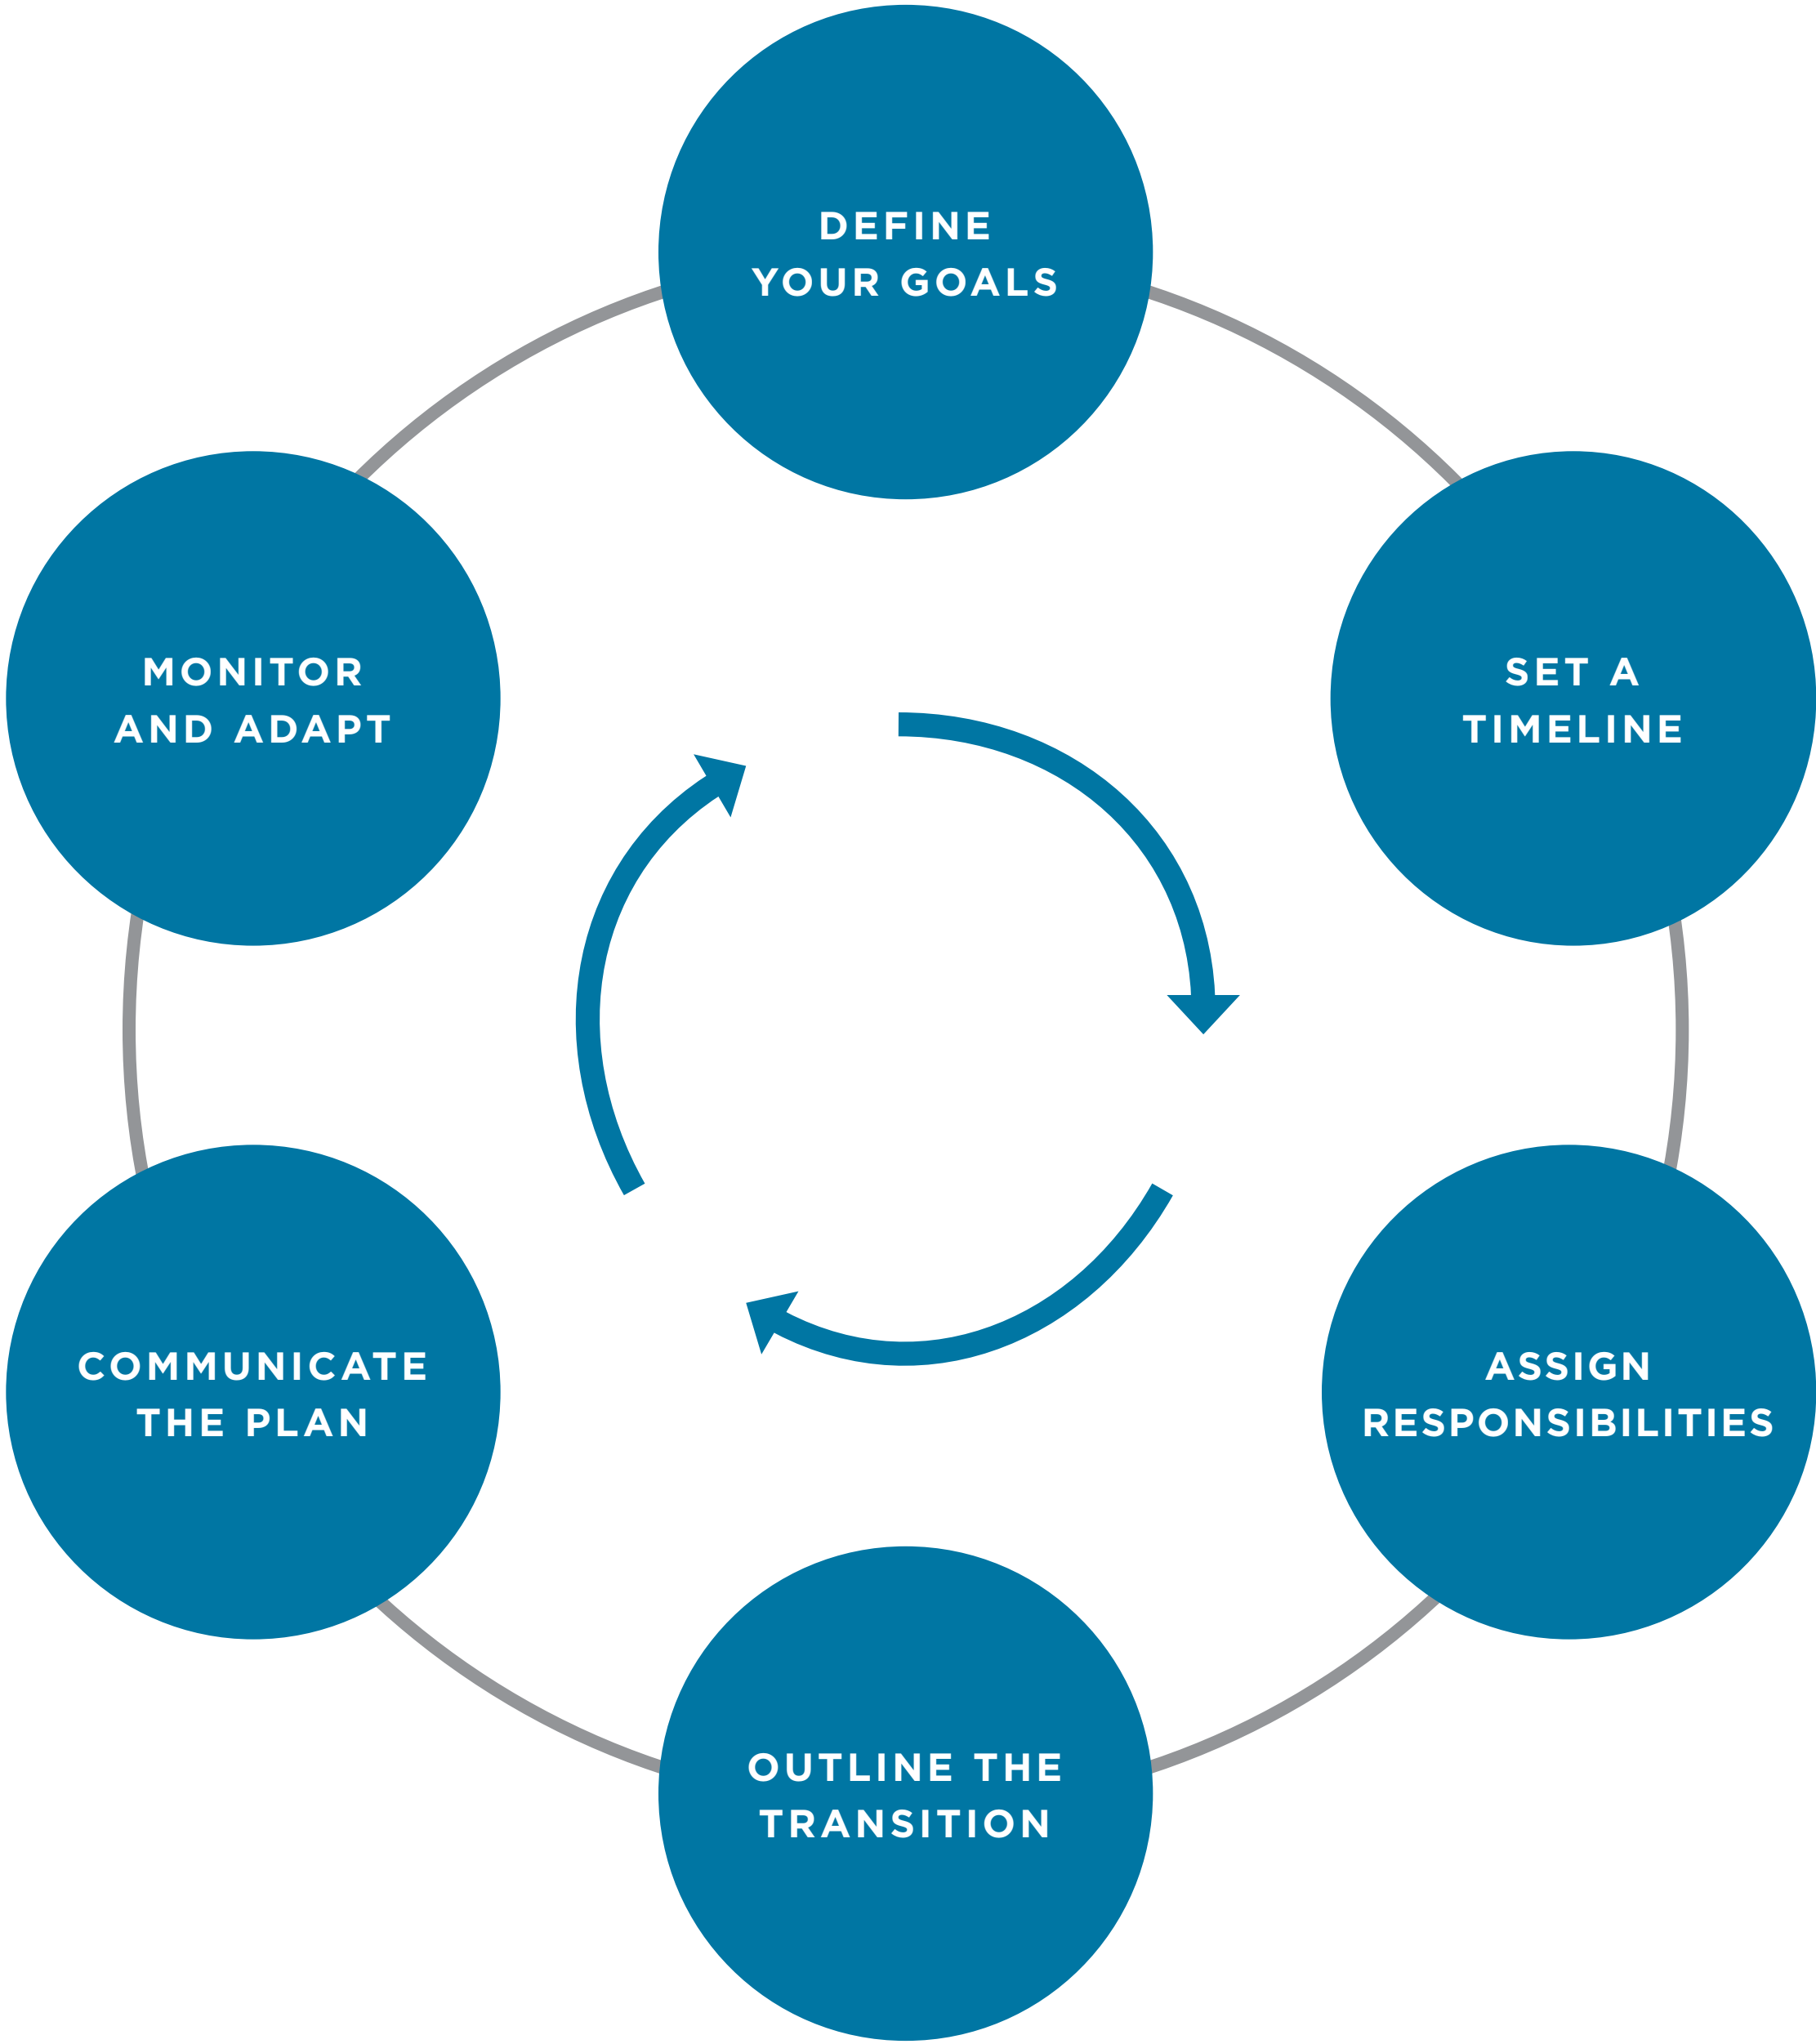 DEFINE
YOUR GOALS
SET A
TIMELINE
ASSIGN
RESPONSIBILITIES
OUTLINE THE
TRANSITION
COMMUNICATE
THE PLAN
MONITOR
AND ADAPT